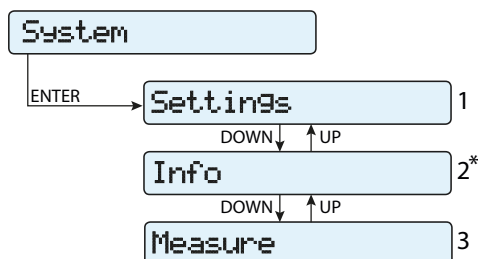 System
ENTER
Settings 1
DOWN UP
Info 2*
DOWN UP
Measure 3